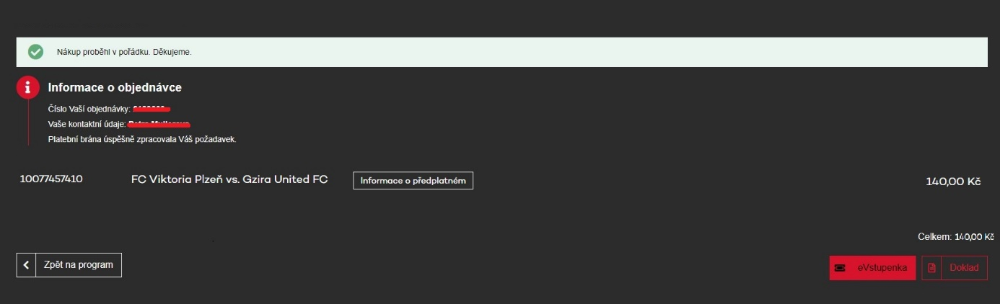 Nákup proběhl v pořádku. Děkujeme.
Informace o objednávce
Číslo Vaší objednávky:
Vaše kontaktní údaje:
Platební brána úspěšně zpracovala Váš požadavek.
10077457410 FC Viktoria Plzeň vs. Gzira United FC Informace o předplatném 140,00 Kč
Celkem: 140,00 Kč
Zpět na program eVstupenka Doklad